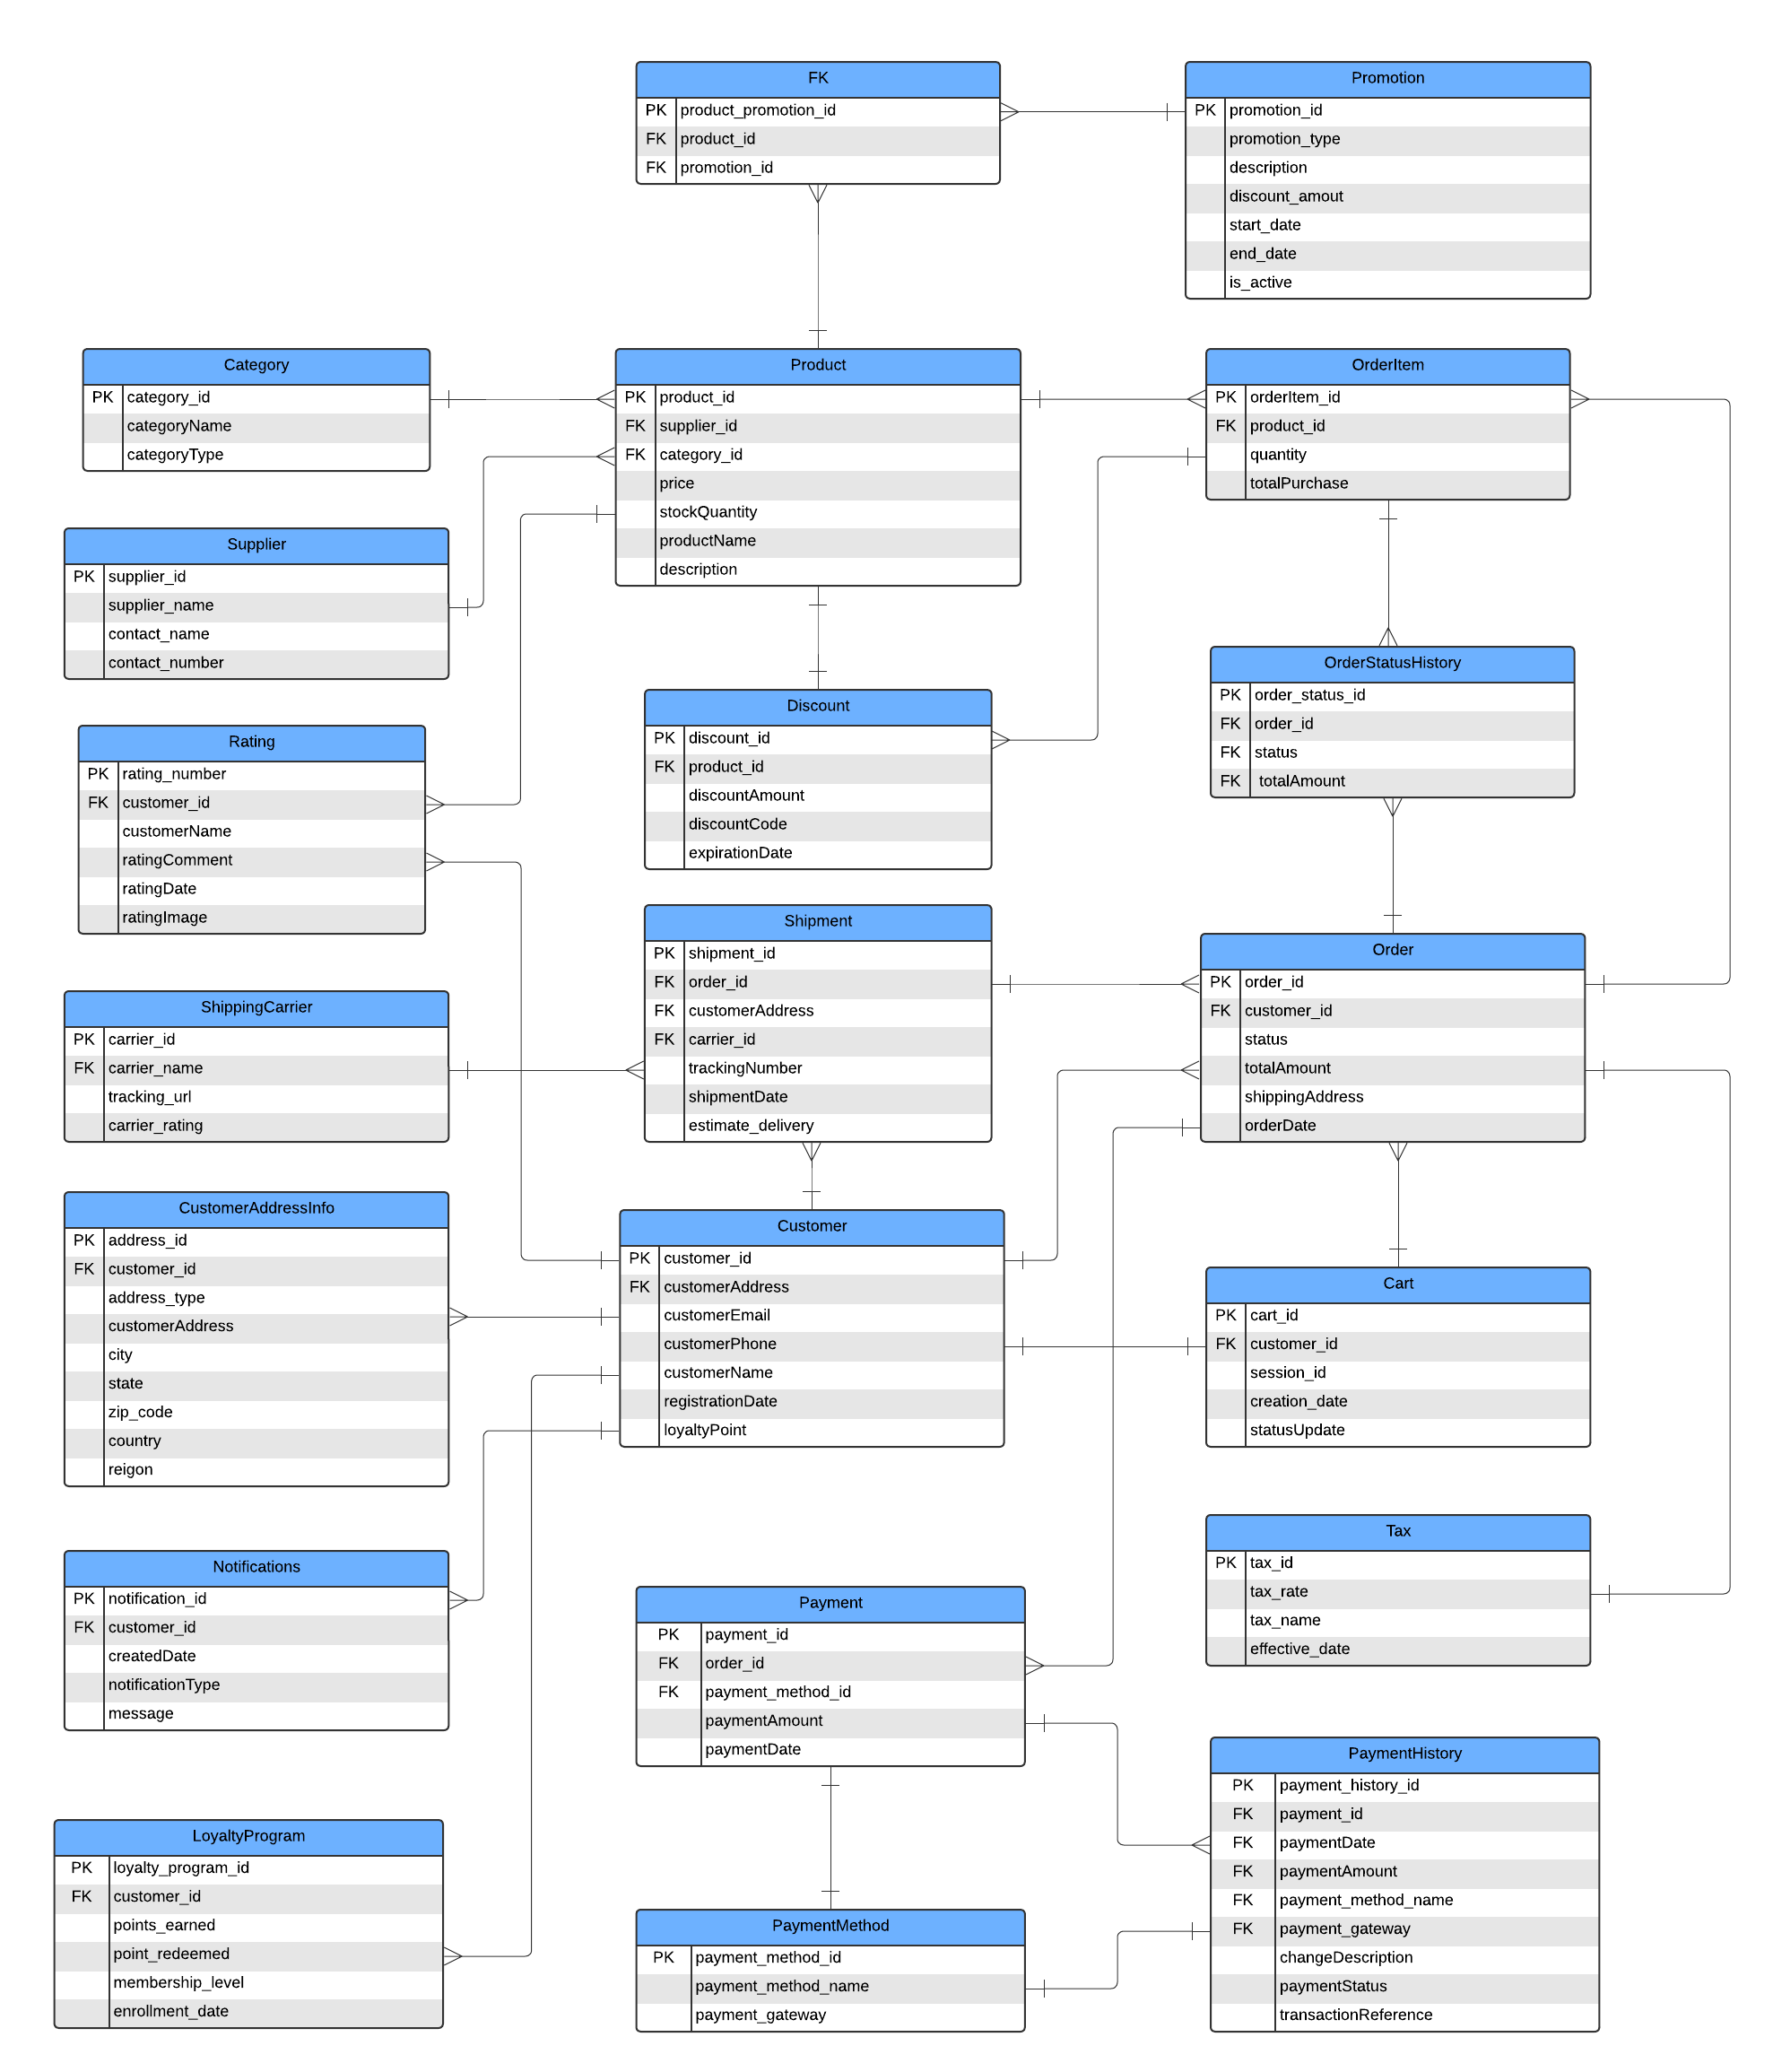 FK
PK product_promotion_id
FK product_id
FK promotion_id
Promotion
PK promotion_id
promotion_type
description
discount_amout
start_date
end_date
is_active
Category
PK category_id
categoryName
categoryType
Product
PK product_id
FK supplier_id
FK category_id
price
stockQuantity
productName
description
OrderItem
PK orderItem_id
FK product_id
quantity
totalPurchase
Supplier
PK supplier_id
supplier_name
contact_name
contact_number
OrderStatusHistory
PK order_status_id
FK order_id
FK status
FK totalAmount
Rating
PK rating_number
FK customer_id
customerName
ratingComment
ratingDate
ratingImage
Discount
PK discount_id
FK product_id
discountAmount
discountCode
expirationDate
Shipment
PK shipment_id
FK order_id
FK customerAddress
FK carrier_id
trackingNumber
shipmentDate
estimate_delivery
Order
PK order_id
FK customer_id
status
totalAmount
shippingAddress
orderDate
ShippingCarrier
PK carrier_id
FK carrier_name
tracking_url
carrier_rating
CustomerAddressInfo
PK address_id
FK customer_id
address_type
customerAddress
city
state
zip_code
country
reigon
Customer
PK customer_id
FK customerAddress
customerEmail
customerPhone
customerName
registrationDate
loyaltyPoint
Cart
PK cart_id
FK customer_id
session_id
creation_date
statusUpdate
Notifications
PK notification_id
FK customer_id
createdDate
notificationType
message
Tax
PK tax_id
tax_rate
tax_name
effective_date
Payment
PK payment_id
FK order_id
FK payment_method_id
paymentAmount
paymentDate
PaymentHistory
PK payment_history_id
FK payment_id
FK paymentDate
FK paymentAmount
FK payment_method_name
FK payment_gateway
changeDescription
paymentStatus
transactionReference
LoyaltyProgram
PK loyalty_program_id
FK customer_id
points_earned
point_redeemed
membership_level
enrollment_date
PaymentMethod
PK payment_method_id
payment_method_name
payment_gateway